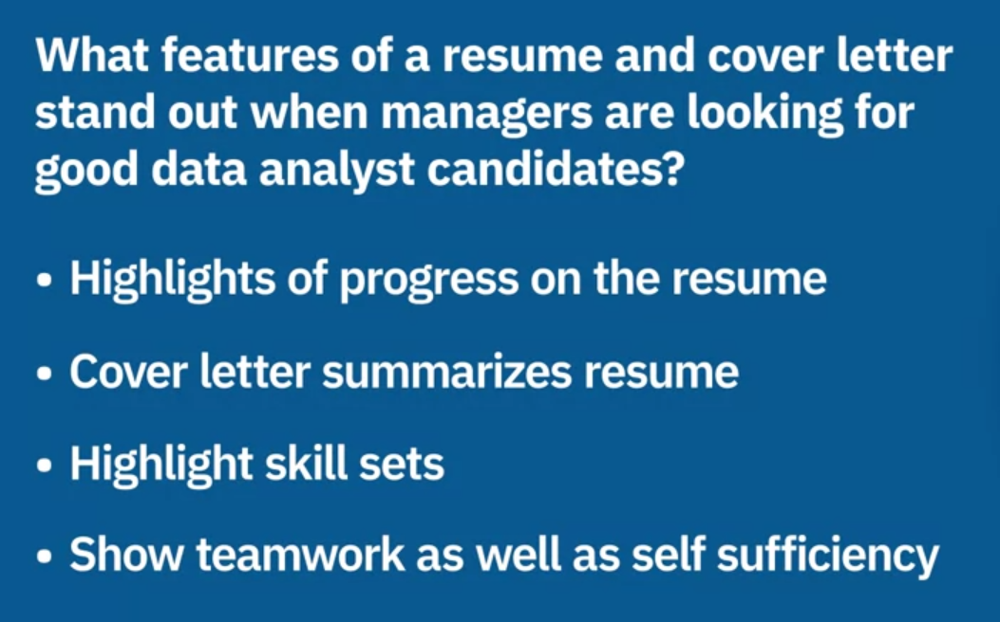 What features of a resume and cover letter
stand out when managers are looking for
good data analyst candidates?
• Highlights of progress on the resume
• Cover letter summarizes resume
• Highlight skill sets
• Show teamwork as well as self sufficiency